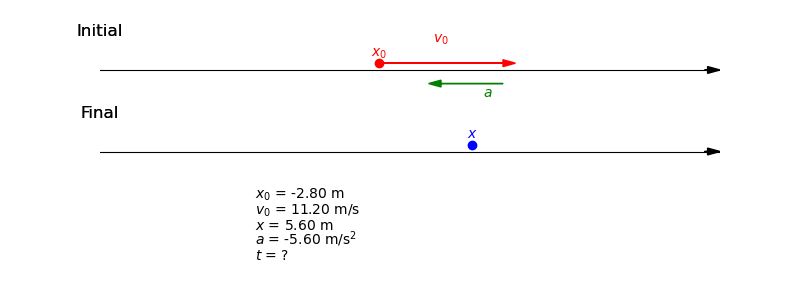 Initial
v₀
x₀
a
Final
x
x₀ = -2.80 m
v₀ = 11.20 m/s
x = 5.60 m
a = -5.60 m/s²
t = ?